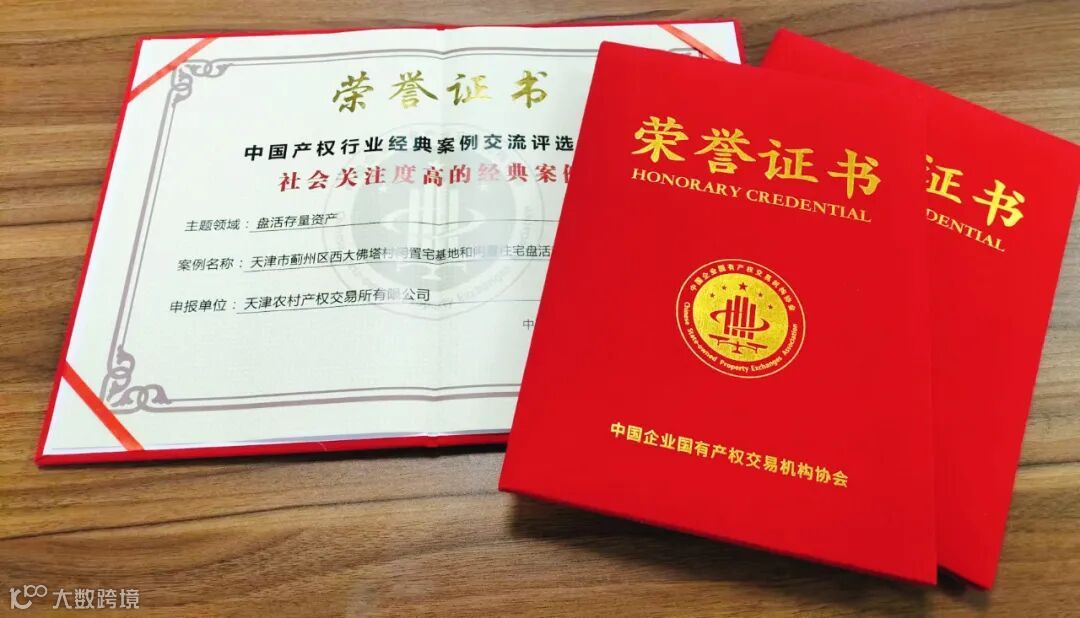 荣誉证书
中国产权行业经典案例交流评选
社会关注度高的经典案例
主题领域：盘活存量资产
案例名称：天津市蓟州区西大佛塔村闲置宅基地和闲置住宅盘活
申报单位：天津农村产权交易所有限公司
中
荣誉证书
HONORARY CREDENTIAL
中国企业国有产权交易机构协会
Chinese State-owned Property Exchanges Association
中国企业国有产权交易机构协会
证书
DENTIAL
大数跨境